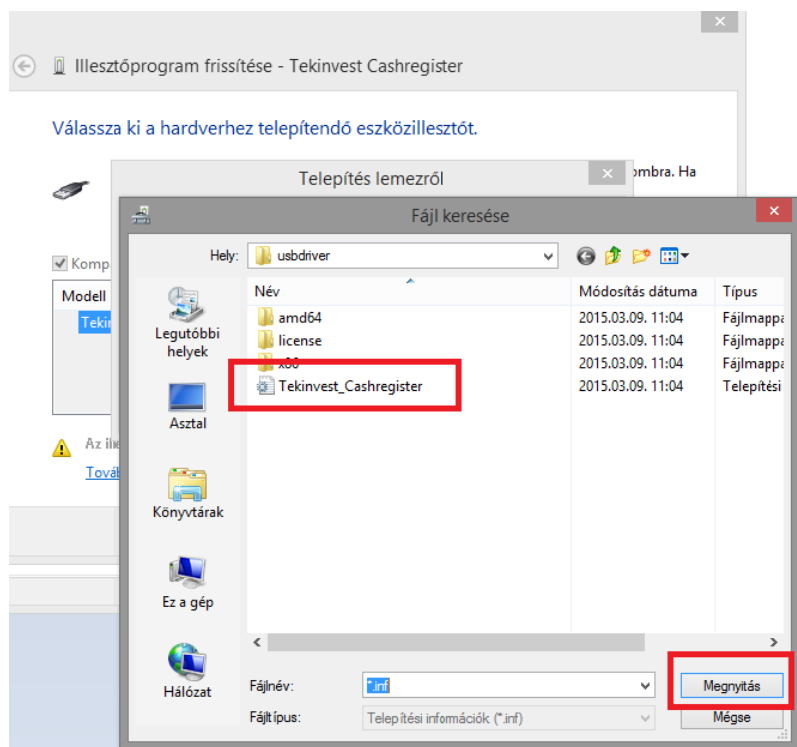 Illesztőprogram frissítése - Tekinvest Cashregister
Válassza ki a hardverhez telepítendő eszközillesztőt.
ombra. Ha
Telepítés lemezről
Fájl keresése
Hely: usbdriver
Komp
Modell
Tekin
Az ille
Továb
Legutóbbi helyek
Asztal
Könyvtárak
Ez a gép
Hálózat
Név Módosítás dátuma Típus
amd64 2015.03.09. 11:04 Fájlmappa
license 2015.03.09. 11:04 Fájlmappa
x86 2015.03.09. 11:04 Fájlmappa
Tekinvest_Cashregister 2015.03.09. 11:04 Telepítési
Fájlnév: *.inf Megnyitás
Fájltípus: Telepítési információk (*.inf) Mégse